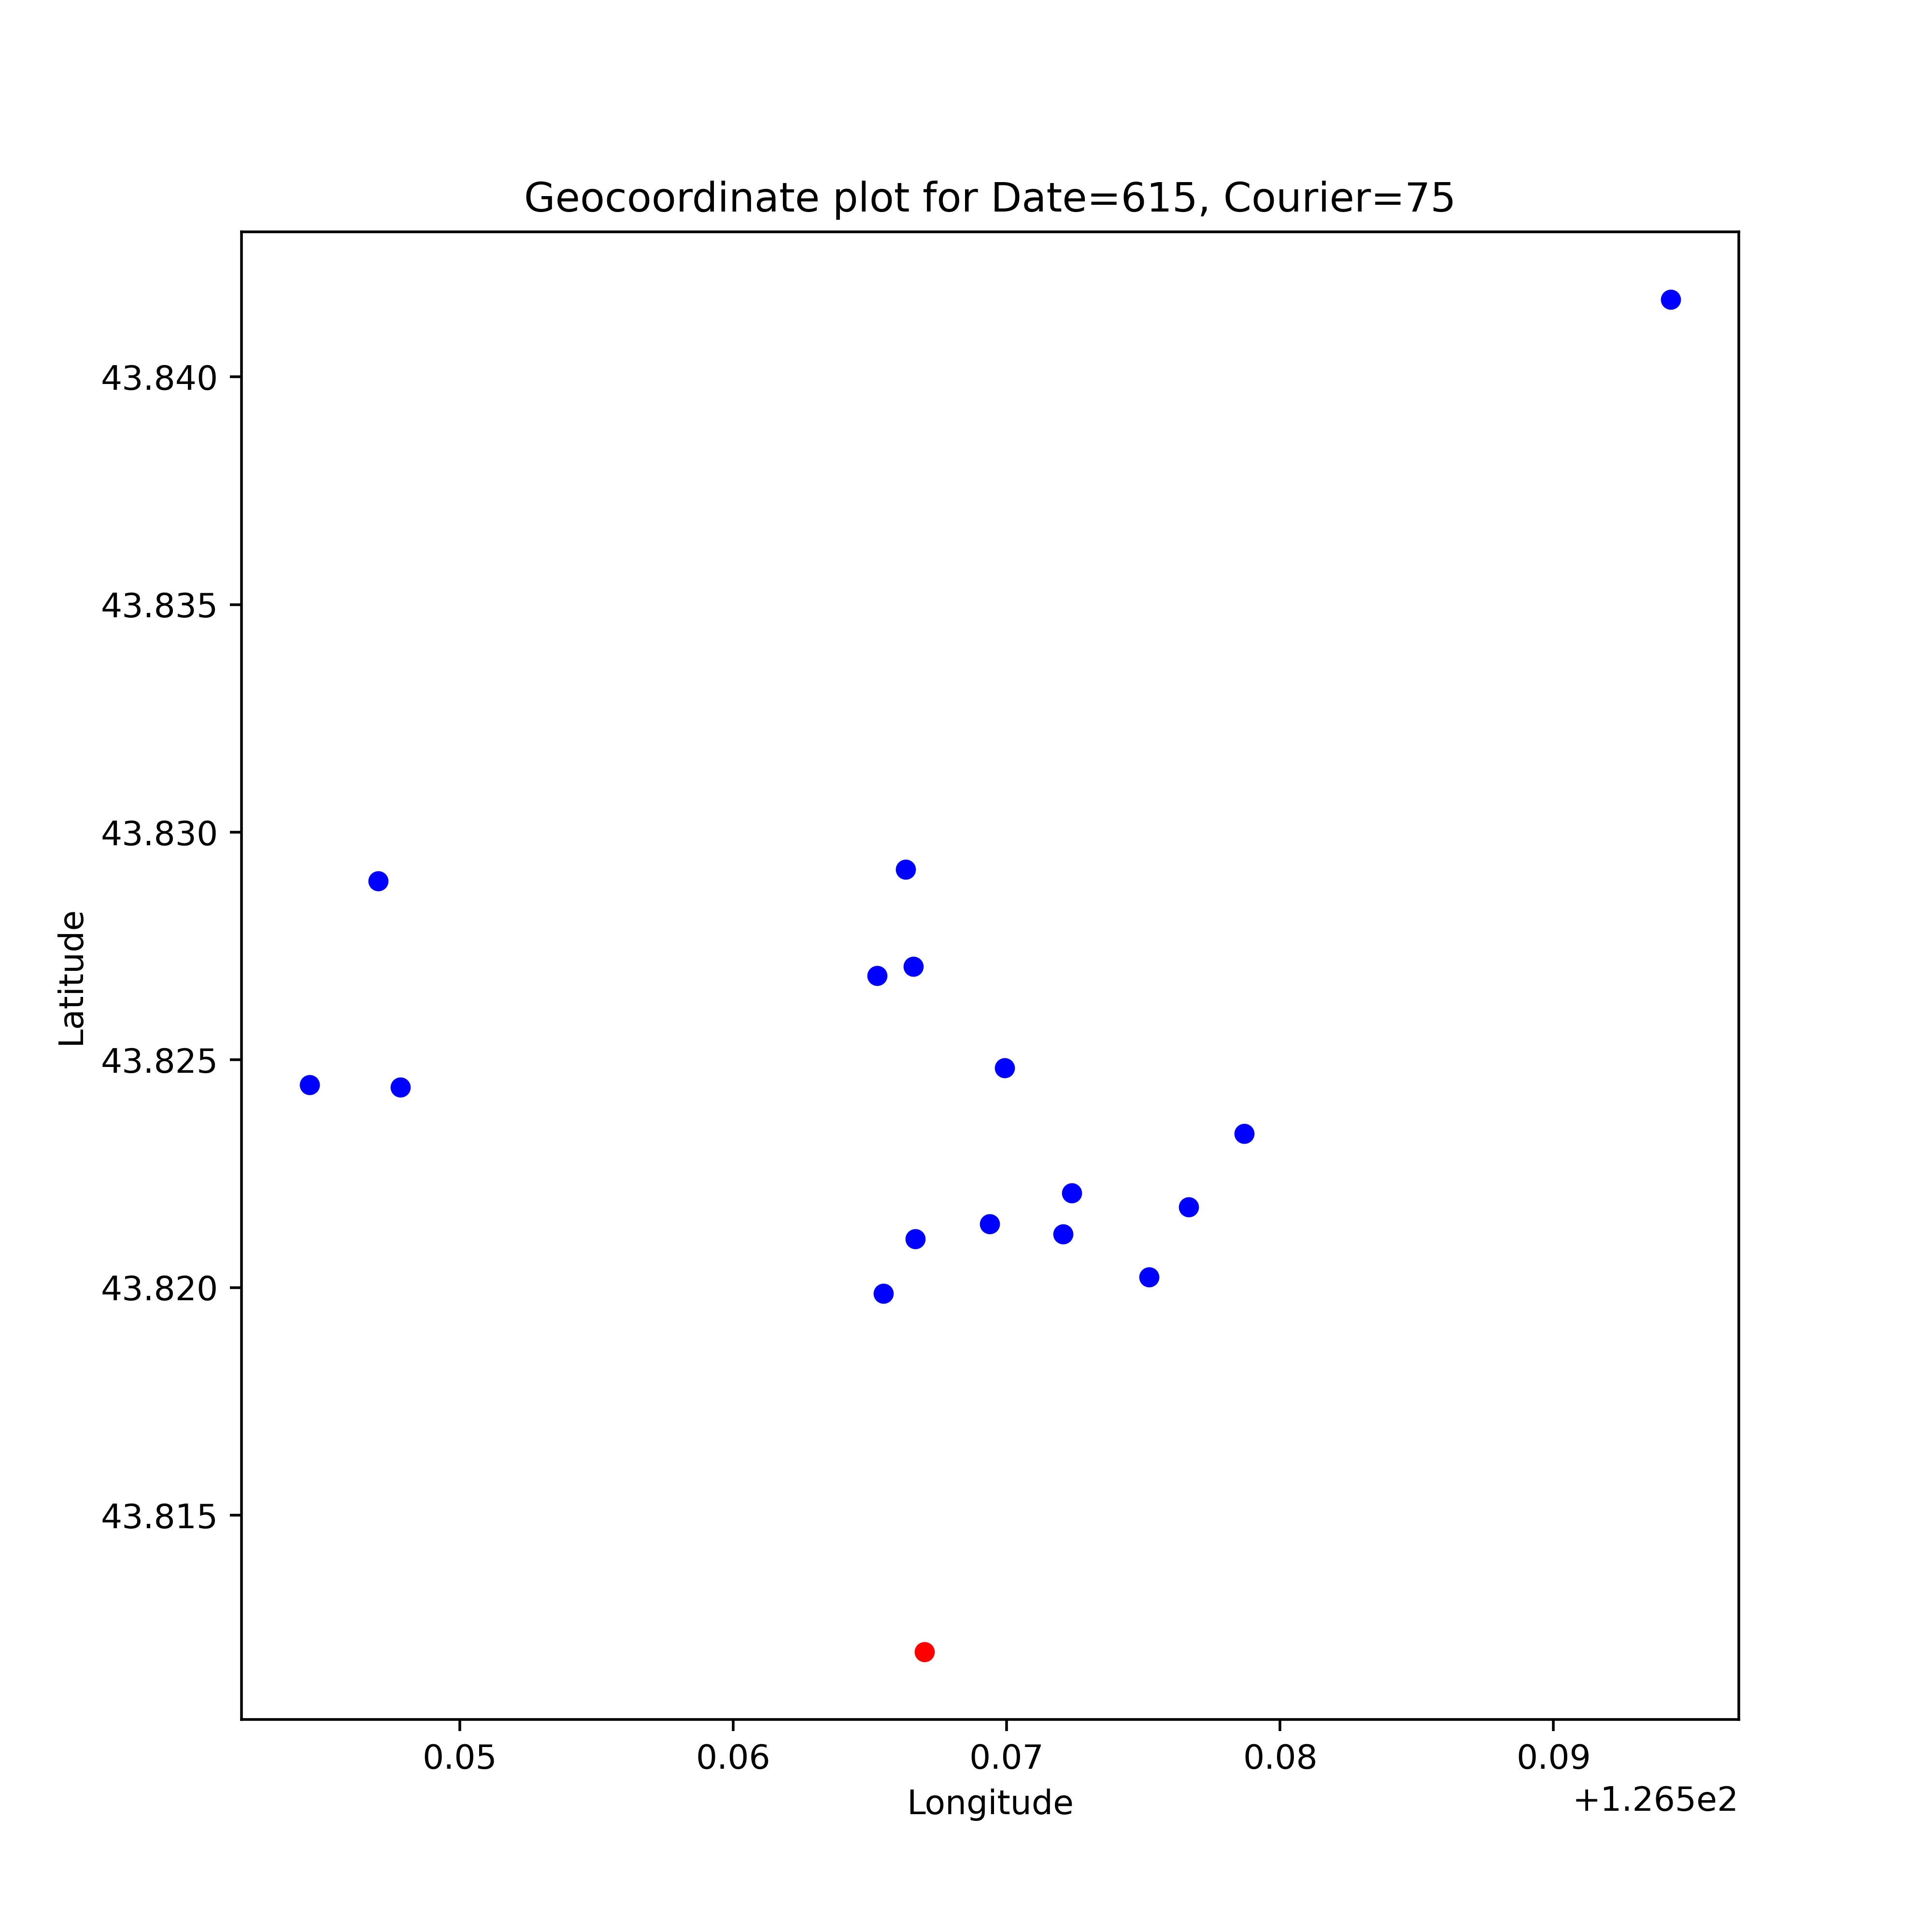 Geocoordinate plot for Date=615, Courier=75
43.840
43.835
43.830
43.825
43.820
43.815
Latitude
0.05 0.06 0.07 0.08 0.09
Longitude
+1.265e2